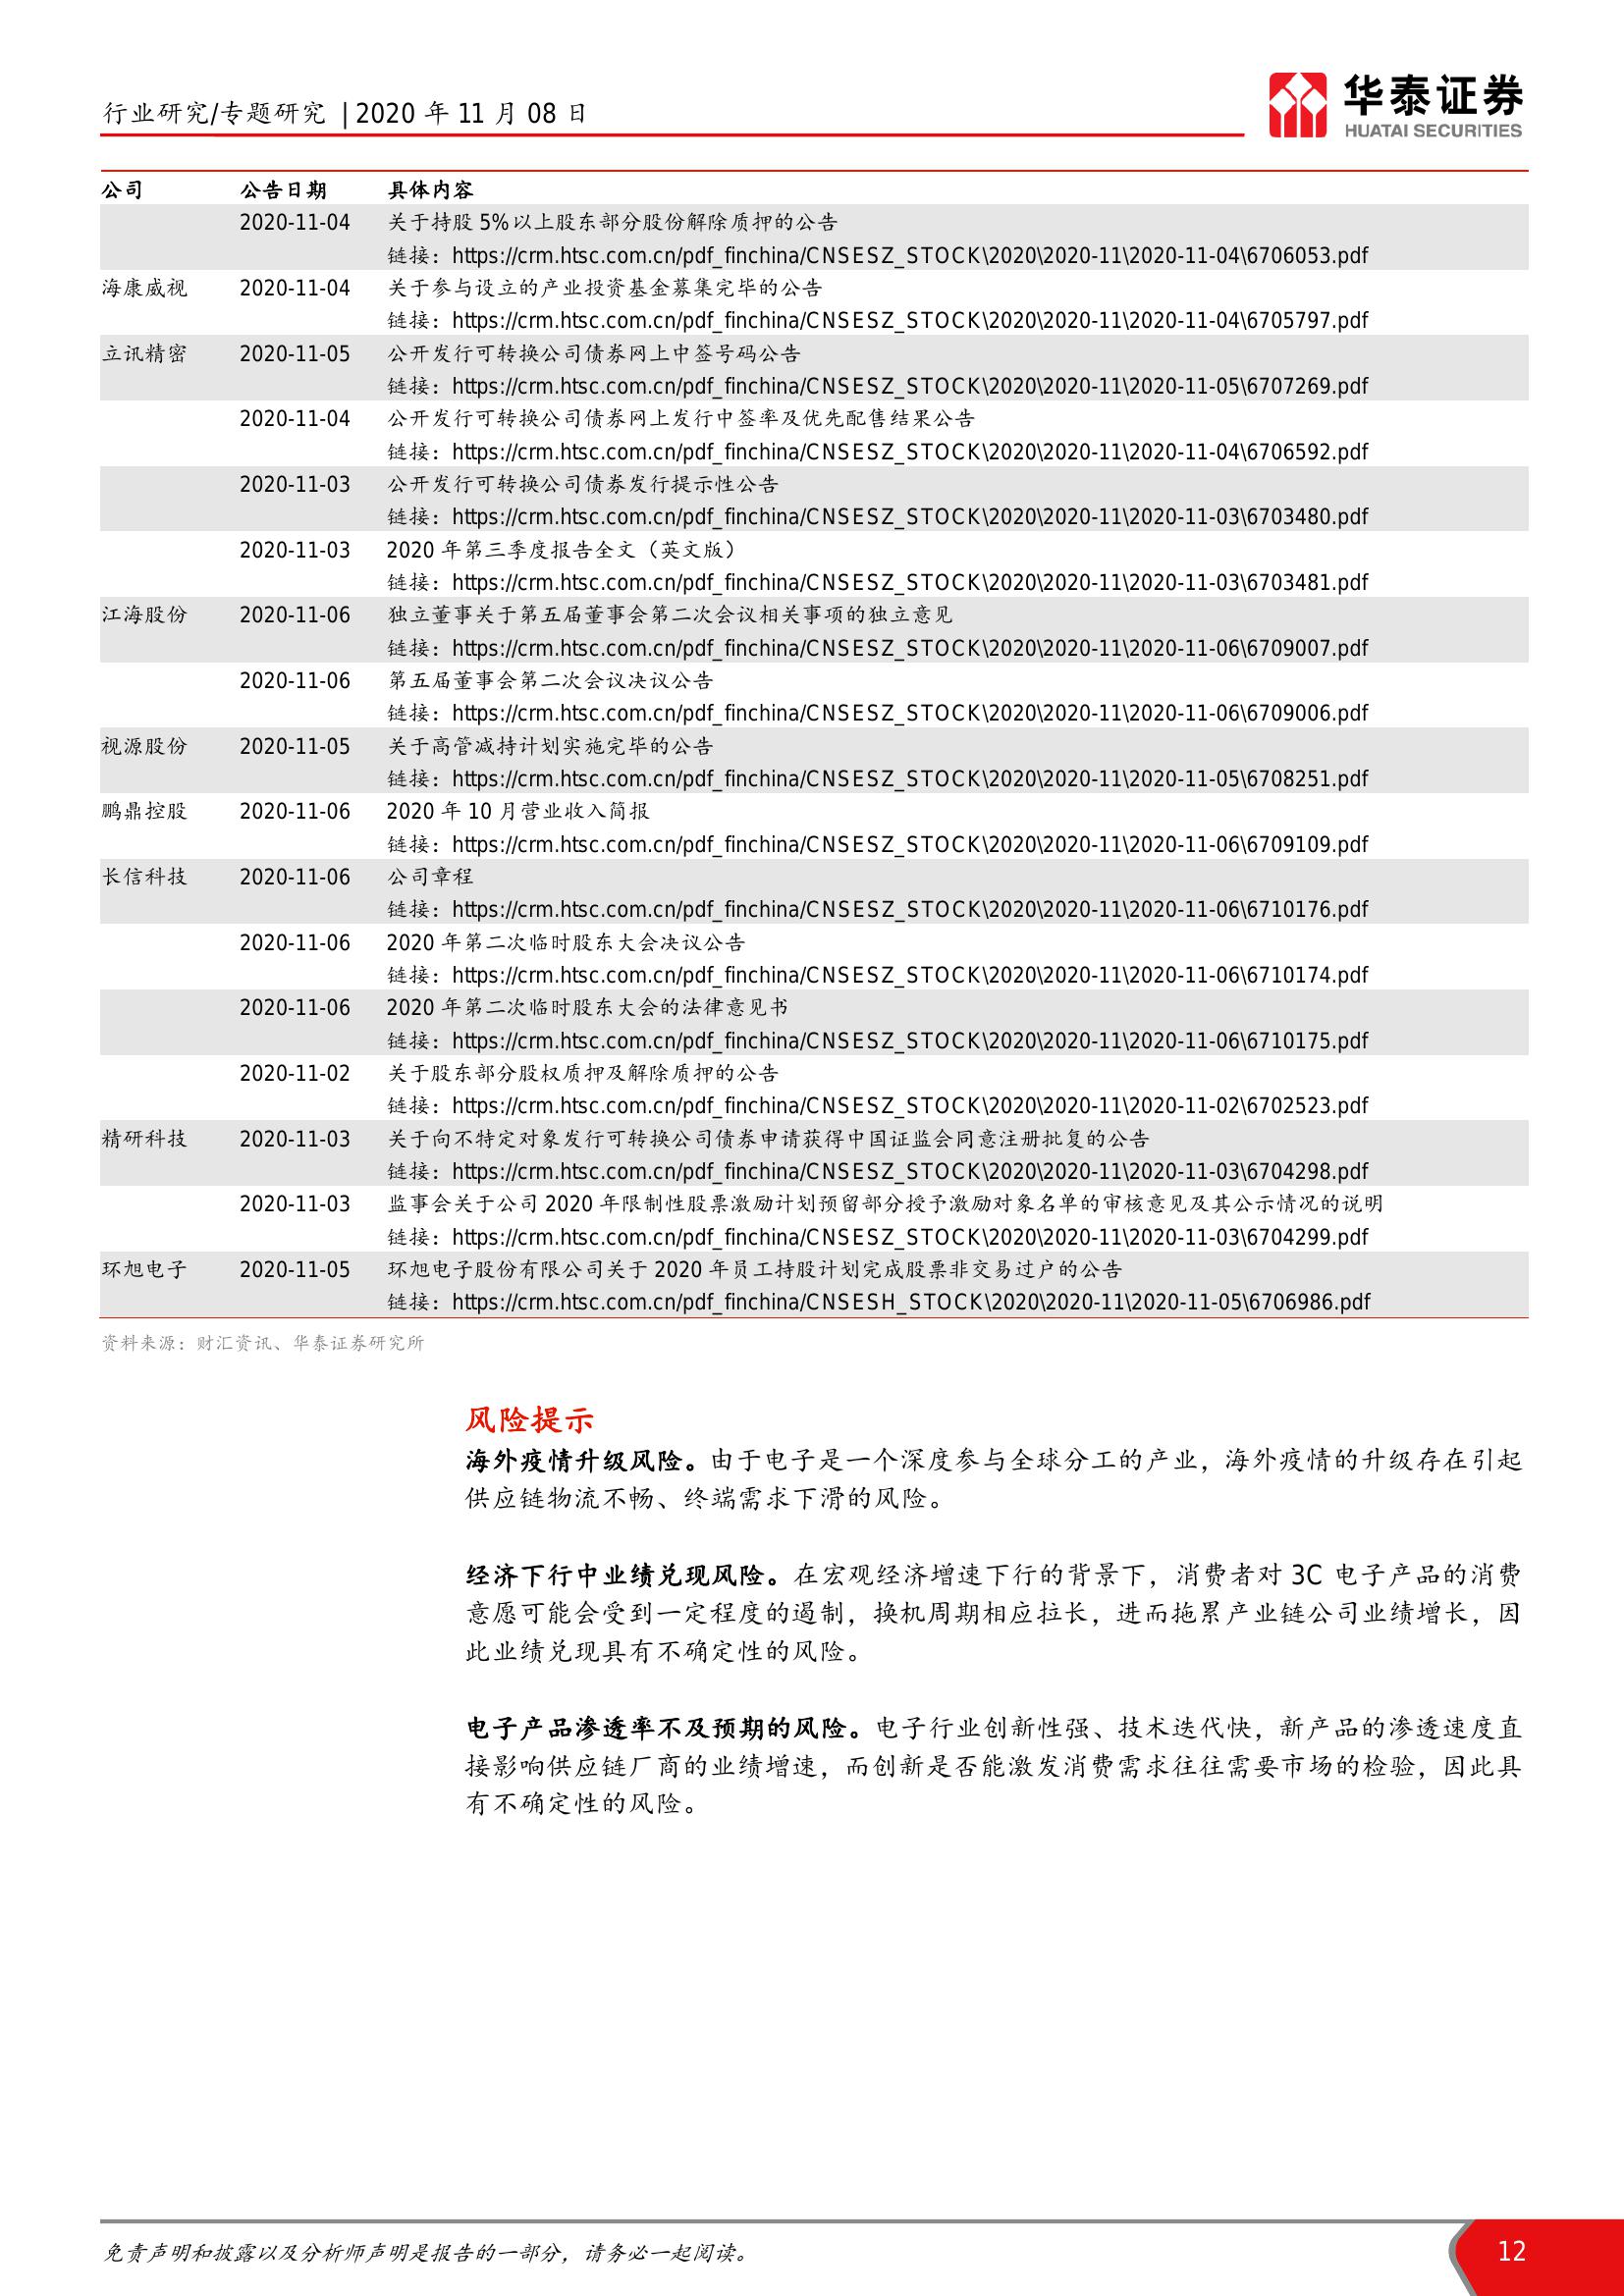 行业研究/专题研究 | 2020 年 11 月 08 日
华泰证券
HUATAI SECURITIES
公司 公告日期 具体内容
2020-11-04 关于持股 5%以上股东部分股份解除质押的公告
链接：https://crm.htsc.com.cn/pdf_finchina/CNSESZ_STOCK\2020\2020-11\2020-11-04\6706053.pdf
海康威视 2020-11-04 关于参与设立的产业投资基金募集完毕的公告
链接：https://crm.htsc.com.cn/pdf_finchina/CNSESZ_STOCK\2020\2020-11\2020-11-04\6705797.pdf
立讯精密 2020-11-05 公开发行可转换公司债券网上中签号码公告
链接：https://crm.htsc.com.cn/pdf_finchina/CNSESZ_STOCK\2020\2020-11\2020-11-05\6707269.pdf
2020-11-04 公开发行可转换公司债券网上发行中签率及优先配售结果公告
链接：https://crm.htsc.com.cn/pdf_finchina/CNSESZ_STOCK\2020\2020-11\2020-11-04\6706592.pdf
2020-11-03 公开发行可转换公司债券发行提示性公告
链接：https://crm.htsc.com.cn/pdf_finchina/CNSESZ_STOCK\2020\2020-11\2020-11-03\6703480.pdf
2020-11-03 2020 年第三季度报告全文（英文版）
链接：https://crm.htsc.com.cn/pdf_finchina/CNSESZ_STOCK\2020\2020-11\2020-11-03\6703481.pdf
江海股份 2020-11-06 独立董事关于第五届董事会第二次会议相关事项的独立意见
链接：https://crm.htsc.com.cn/pdf_finchina/CNSESZ_STOCK\2020\2020-11\2020-11-06\6709007.pdf
2020-11-06 第五届董事会第二次会议决议公告
链接：https://crm.htsc.com.cn/pdf_finchina/CNSESZ_STOCK\2020\2020-11\2020-11-06\6709006.pdf
视源股份 2020-11-05 关于高管减持计划实施完毕的公告
链接：https://crm.htsc.com.cn/pdf_finchina/CNSESZ_STOCK\2020\2020-11\2020-11-05\6708251.pdf
鹏鼎控股 2020-11-06 2020 年 10 月营业收入简报
链接：https://crm.htsc.com.cn/pdf_finchina/CNSESZ_STOCK\2020\2020-11\2020-11-06\6709109.pdf
长信科技 2020-11-06 公司章程
链接：https://crm.htsc.com.cn/pdf_finchina/CNSESZ_STOCK\2020\2020-11\2020-11-06\6710176.pdf
2020-11-06 2020 年第二次临时股东大会决议公告
链接：https://crm.htsc.com.cn/pdf_finchina/CNSESZ_STOCK\2020\2020-11\2020-11-06\6710174.pdf
2020-11-06 2020 年第二次临时股东大会的法律意见书
链接：https://crm.htsc.com.cn/pdf_finchina/CNSESZ_STOCK\2020\2020-11\2020-11-06\6710175.pdf
2020-11-02 关于股东部分股权质押及解除质押的公告
链接：https://crm.htsc.com.cn/pdf_finchina/CNSESZ_STOCK\2020\2020-11\2020-11-02\6702523.pdf
精研科技 2020-11-03 关于向不特定对象发行可转换公司债券申请获得中国证监会同意注册批复的公告
链接：https://crm.htsc.com.cn/pdf_finchina/CNSESZ_STOCK\2020\2020-11\2020-11-03\6704298.pdf
2020-11-03 监事会关于公司 2020 年限制性股票激励计划预留部分授予激励对象名单的审核意见及其公示情况的说明
链接：https://crm.htsc.com.cn/pdf_finchina/CNSESZ_STOCK\2020\2020-11\2020-11-03\6704299.pdf
环旭电子 2020-11-05 环旭电子股份有限公司关于 2020 年员工持股计划完成股票非交易过户的公告
链接：https://crm.htsc.com.cn/pdf_finchina/CNSESH_STOCK\2020\2020-11\2020-11-05\6706986.pdf
资料来源：财汇资讯、华泰证券研究所
风险提示
海外疫情升级风险。由于电子是一个深度参与全球分工的产业，海外疫情的升级存在引起
供应链物流不畅、终端需求下滑的风险。
经济下行中业绩兑现风险。在宏观经济增速下行的背景下，消费者对 3C 电子产品的消费
意愿可能会受到一定程度的遏制，换机周期相应拉长，进而拖累产业链公司业绩增长，因
此业绩兑现具有不确定性的风险。
电子产品渗透率不及预期的风险。电子行业创新性强、技术迭代快，新产品的渗透速度直
接影响供应链厂商的业绩增速，而创新是否能激发消费需求往往需要市场的检验，因此具
有不确定性的风险。
免责声明和披露以及分析师声明是报告的一部分，请务必一起阅读。 12